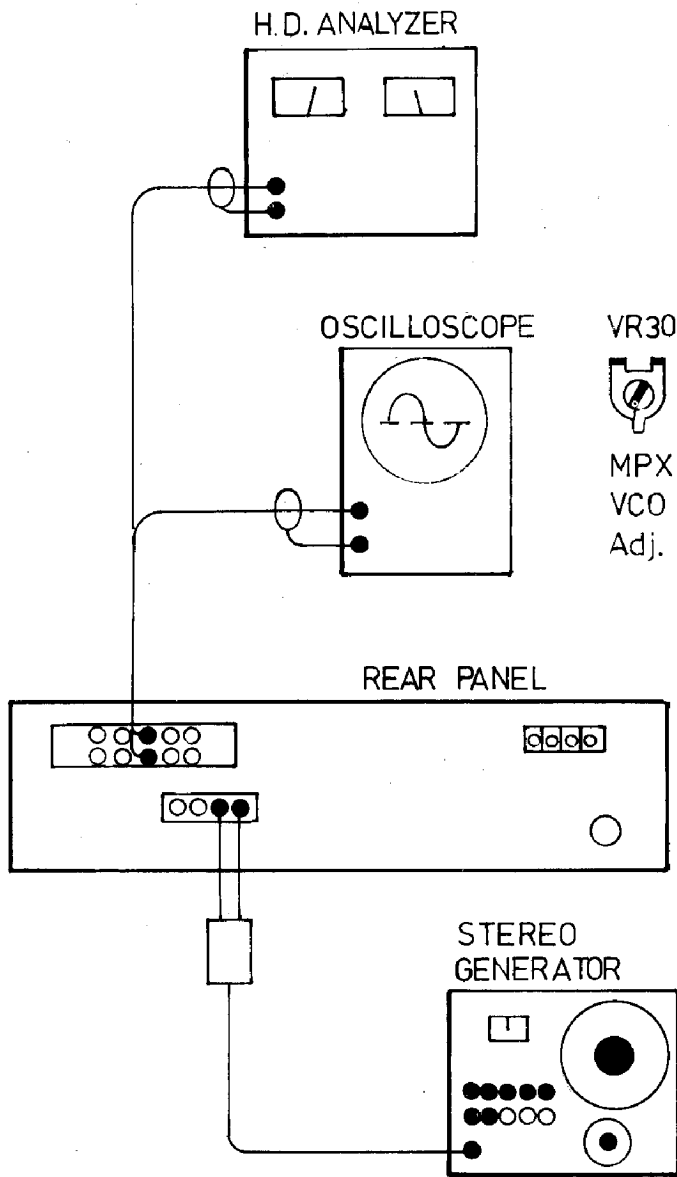 H.D. ANALYZER
OSCILLOSCOPE
VR30
MPX
VCO
Adj.
REAR PANEL
STEREO
GENERATOR